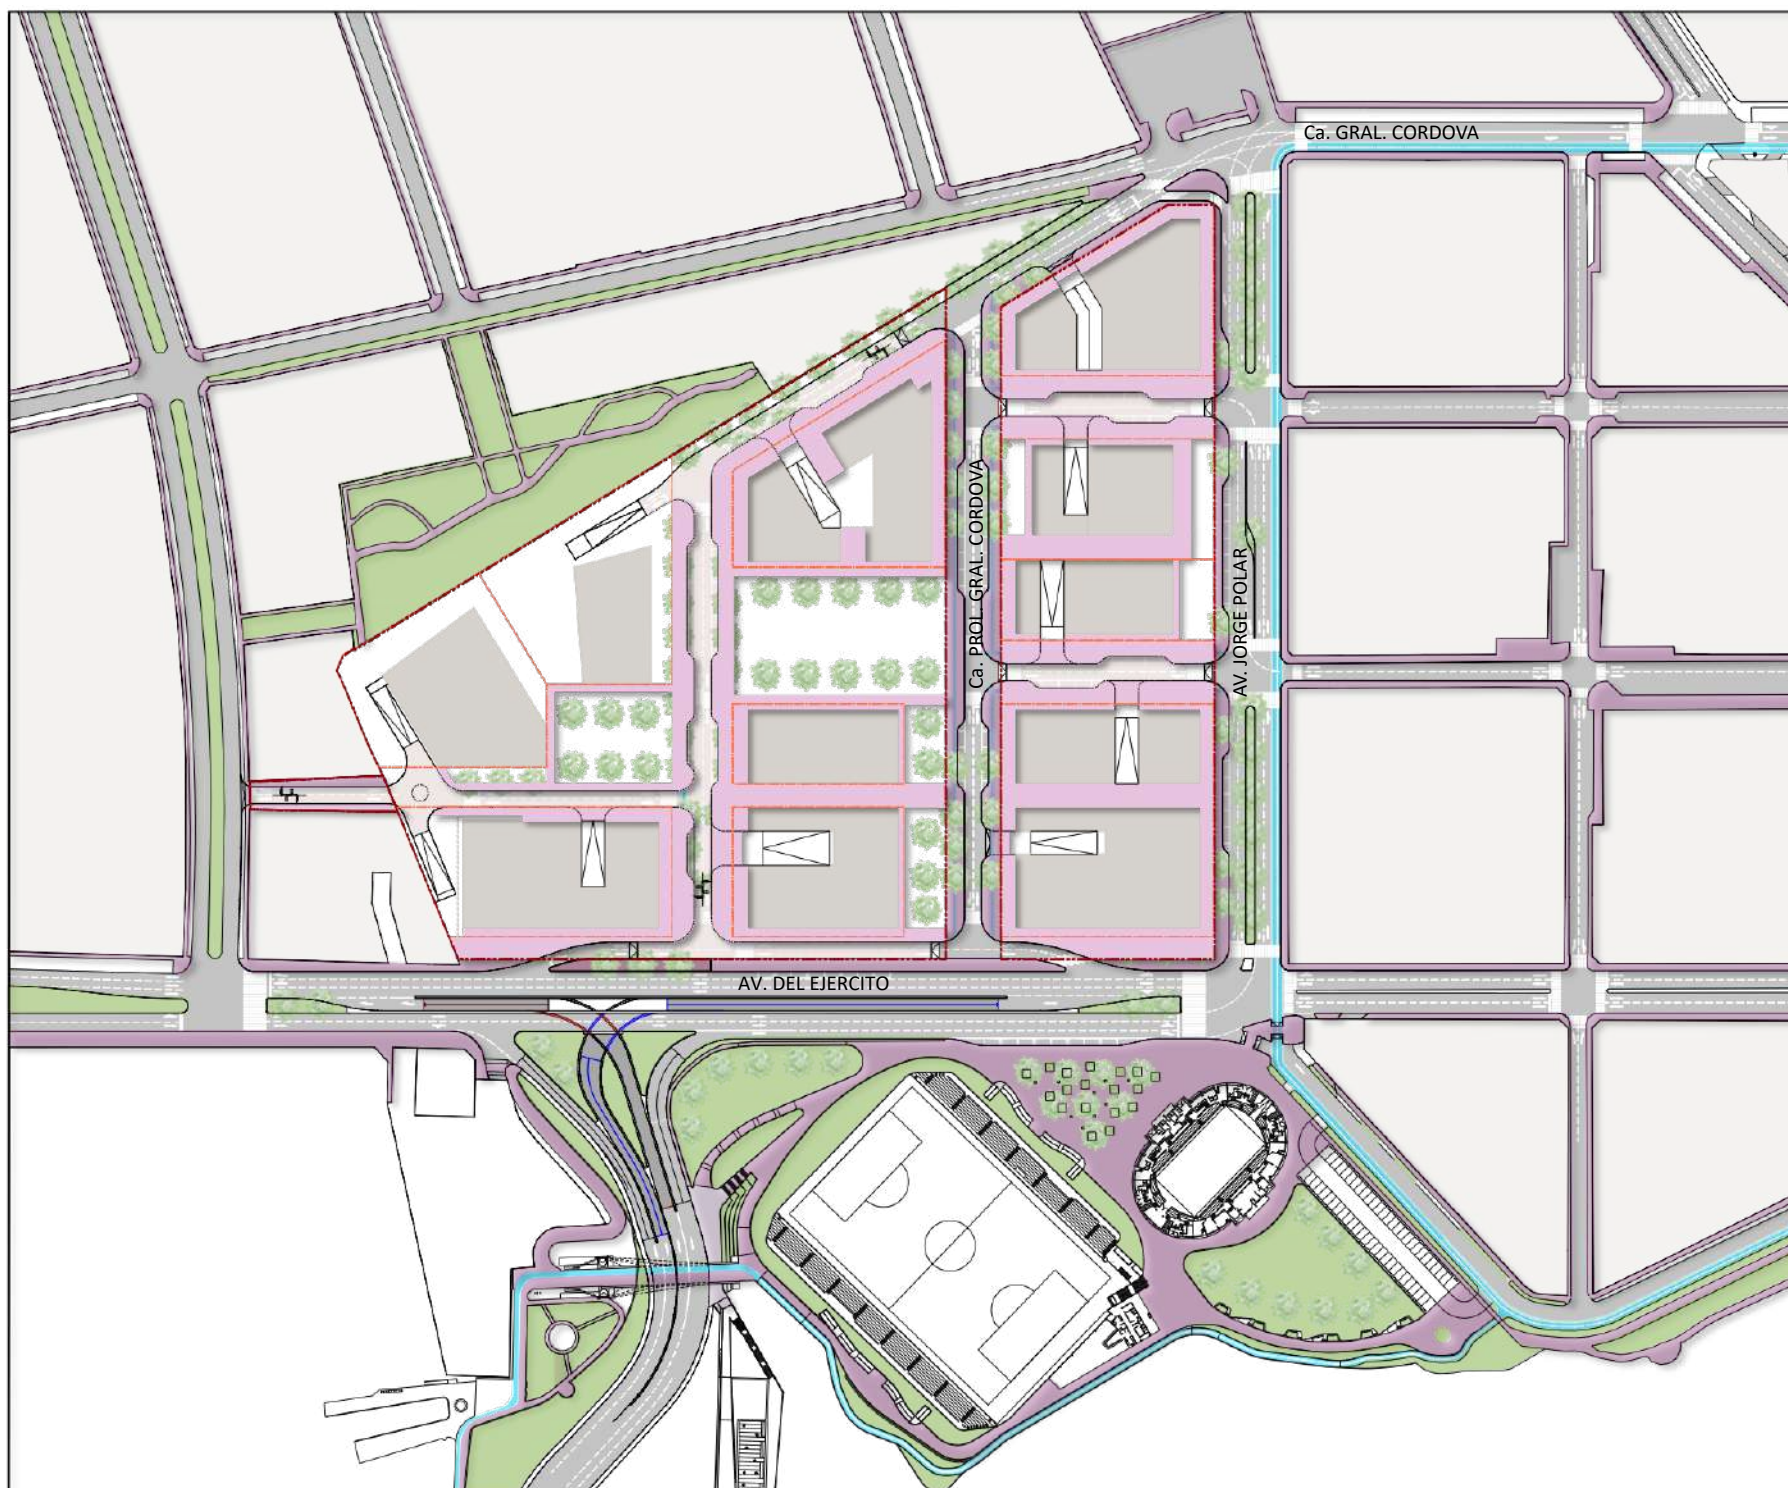 Ca. GRAL. CORDOVA
Ca. PROL. GRAL. CORDOVA
AV. JORGE POLAR
AV. DEL EJERCITO